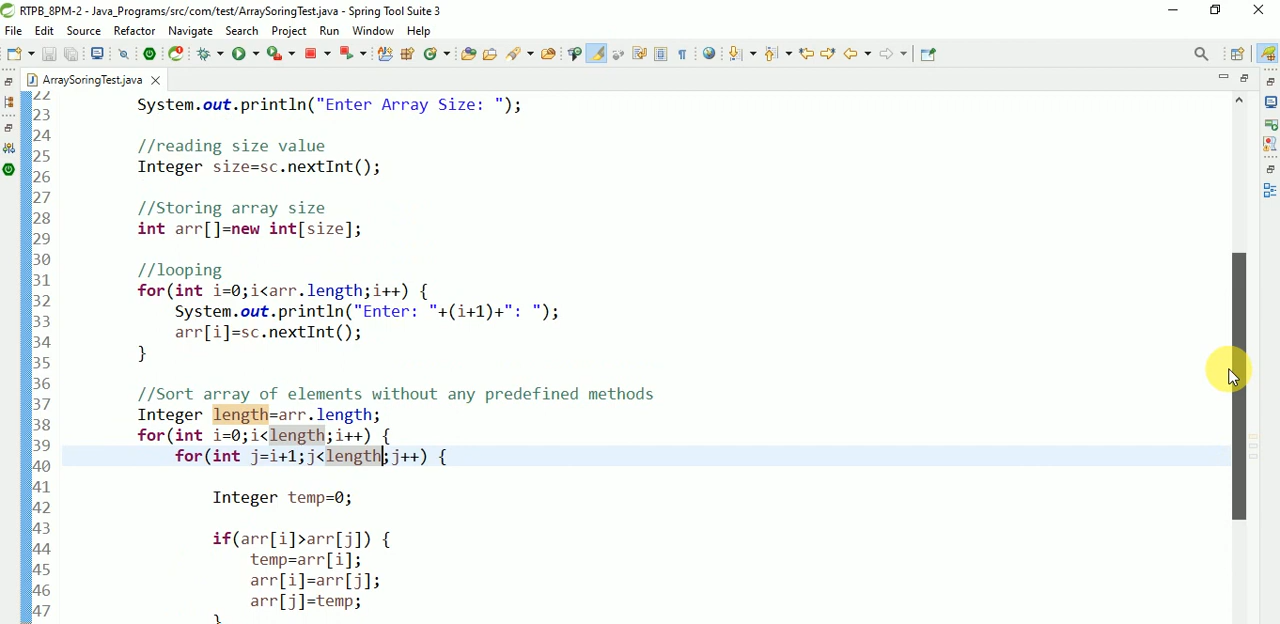 RTPB_8PM-2 - Java_Programs/src/com/test/ArraySoringTest.java - Spring Tool Suite 3
File Edit Source Refactor Navigate Search Project Run Window Help
ArraySoringTest.java
22
23 System.out.println("Enter Array Size: ");
24
25 //reading size value
26 Integer size=sc.nextInt();
27
28 //Storing array size
29 int arr[]=new int[size];
30
31 //looping
32 for(int i=0;i<arr.length;i++) {
33 System.out.println("Enter: "+(i+1)+": ");
34 arr[i]=sc.nextInt();
35 }
36
37 //Sort array of elements without any predefined methods
38 Integer length=arr.length;
39 for(int i=0;i<length;i++) {
40 for(int j=i+1;j<length;j++) {
41
42 Integer temp=0;
43
44 if(arr[i]>arr[j]) {
45 temp=arr[i];
46 arr[i]=arr[j];
47 arr[j]=temp;
}